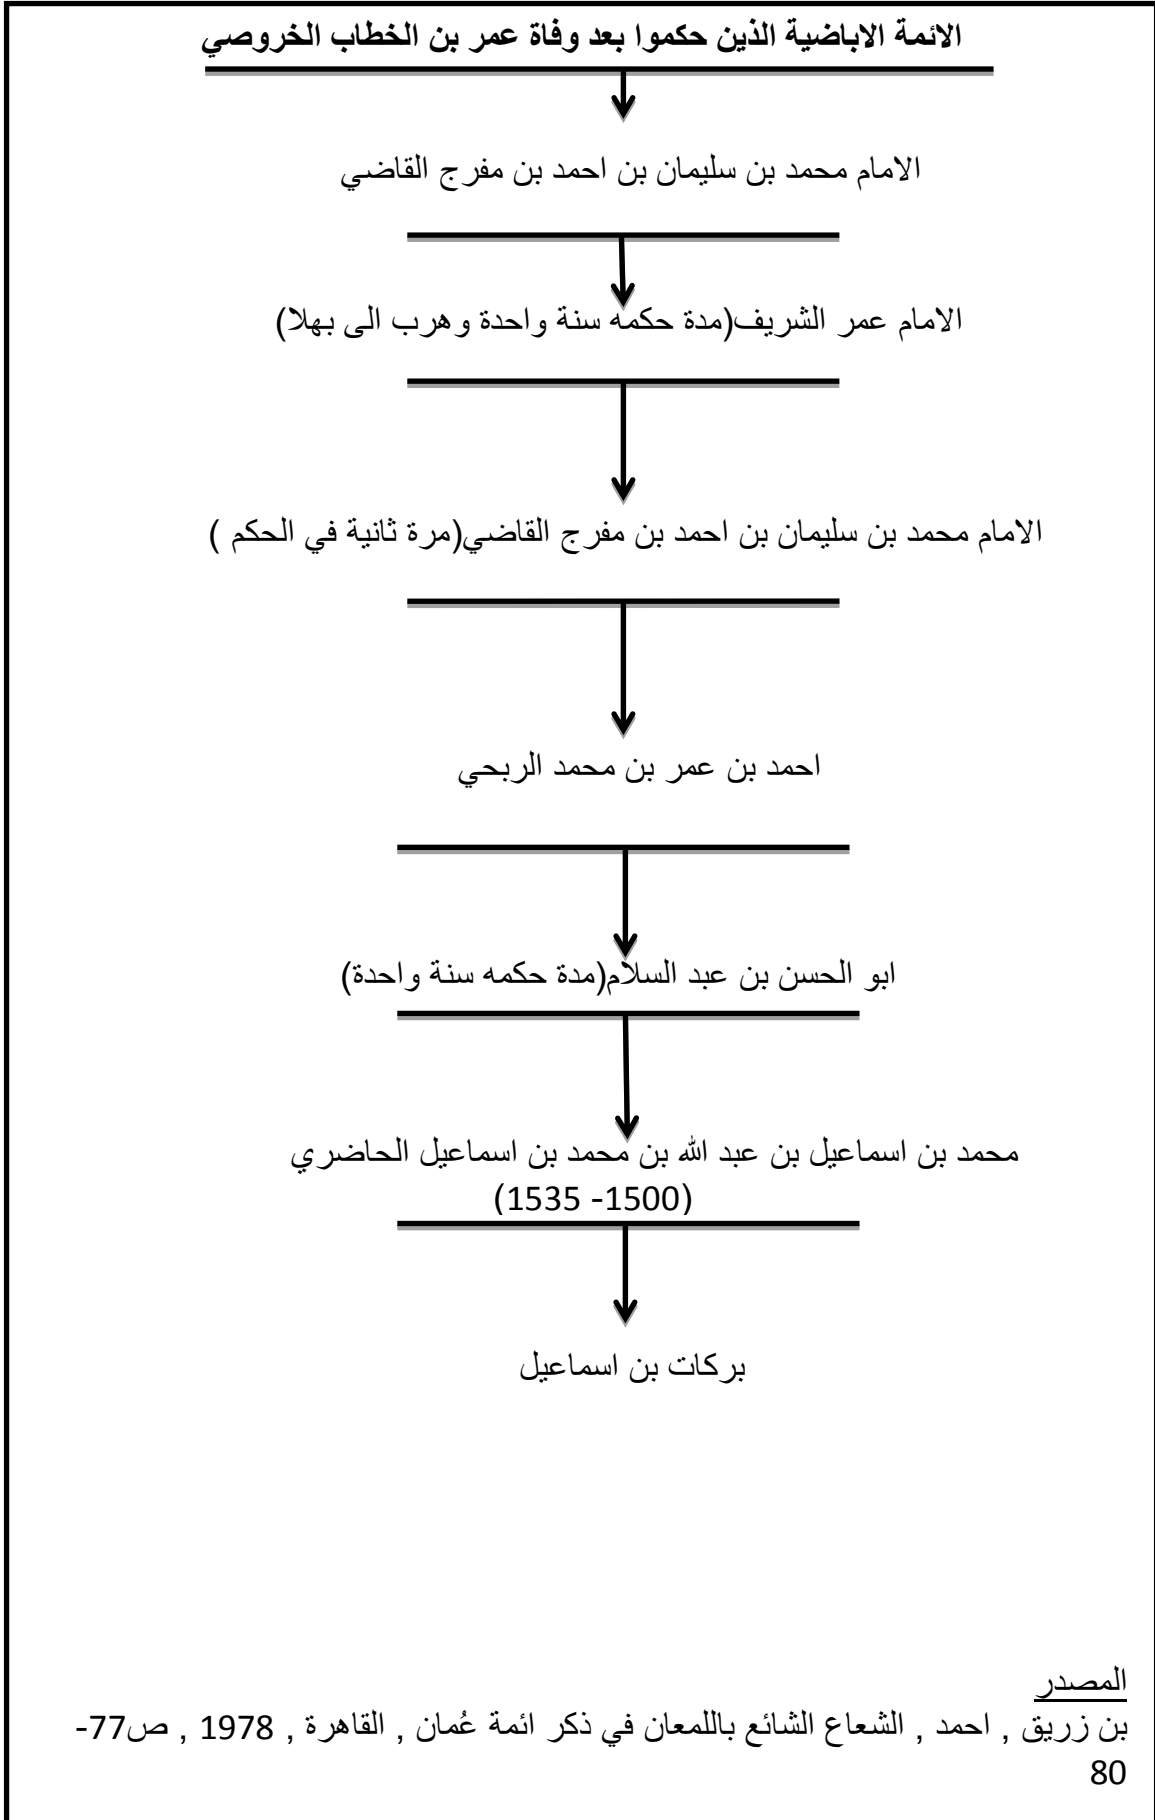 الائمة الاباضية الذين حكموا بعد وفاة عمر بن الخطاب الخروصي
الامام محمد بن سليمان بن احمد بن مفرج القاضي
الامام عمر الشريف(مدة حكمه سنة واحدة وهرب الى بهلا)
الامام محمد بن سليمان بن احمد بن مفرج القاضي(مرة ثانية في الحكم )
احمد بن عمر بن محمد الربحي
ابو الحسن بن عبد السلام(مدة حكمه سنة واحدة)
محمد بن اسماعيل بن عبد الله بن محمد بن اسماعيل الحاضري
(1500- 1535)
بركات بن اسماعيل
المصدر
بن زريق , احمد , الشعاع الشائع باللمعان في ذكر ائمة عُمان , القاهرة , 1978 , ص77-
80